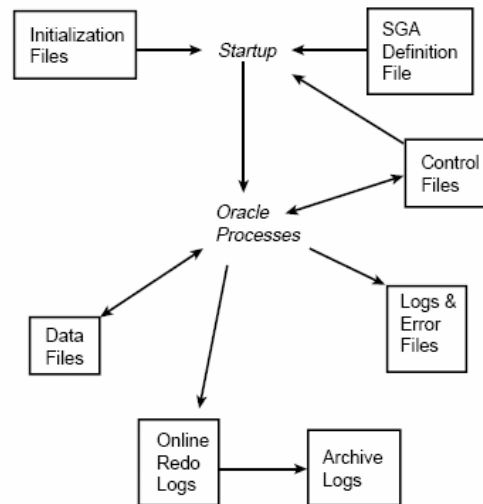 Initialization
Files
Startup
SGA
Definition
File
Control
Files
Oracle
Processes
Data
Files
Logs &
Error
Files
Online
Redo
Logs
Archive
Logs